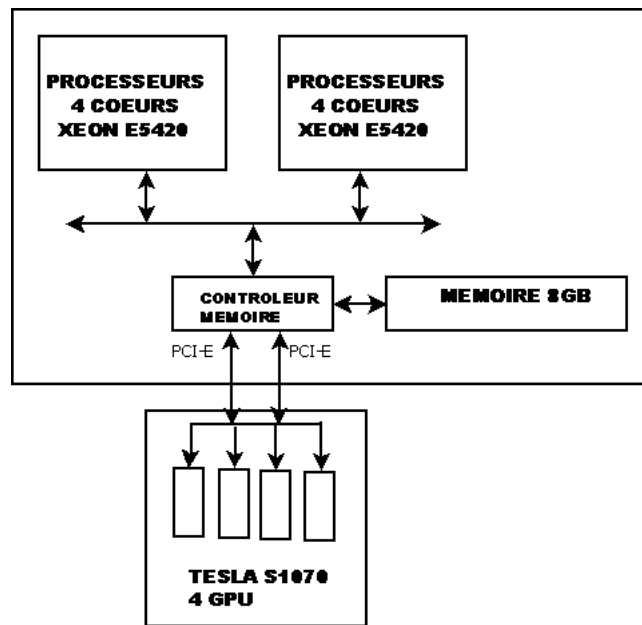 PROCESSEURS
4 COEURS
XEON E5420
PROCESSEURS
4 COEURS
XEON E5420
CONTROLEUR
MEMOIRE
MEMOIRE 8GB
PCI-E
PCI-E
TESLA S1070
4 GPU